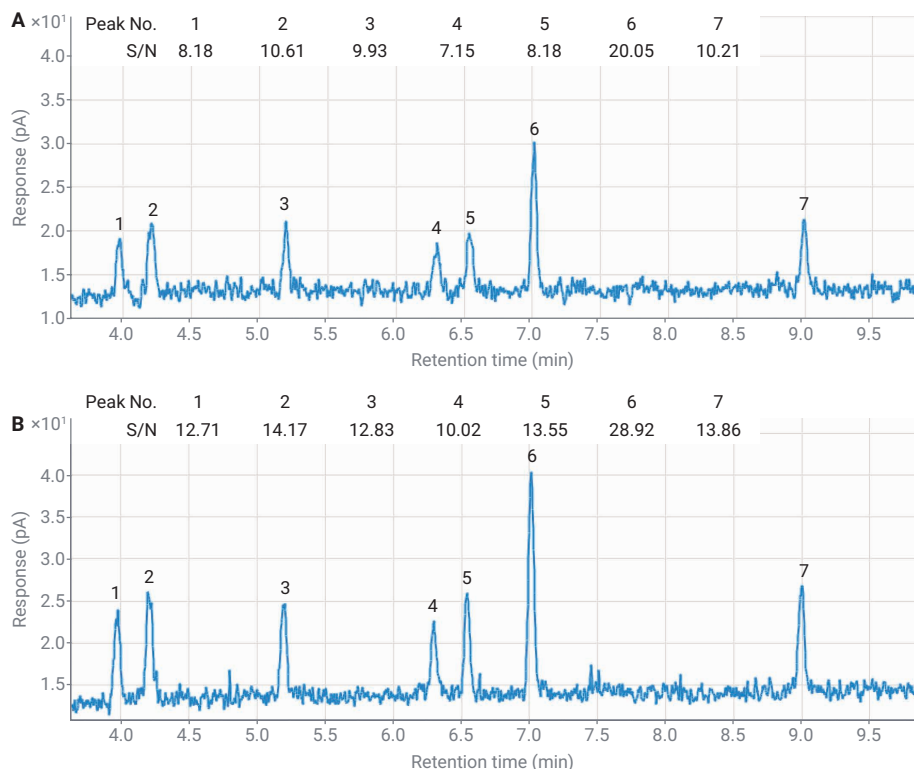 A ×10¹ Peak No. 1 2 3 4 5 6 7
S/N 8.18 10.61 9.93 7.15 8.18 20.05 10.21
4.0
3.5
3.0
2.5
2.0
1.5
1.0
Response (pA)
1 2 3 4 5 6 7
4.0 4.5 5.0 5.5 6.0 6.5 7.0 7.5 8.0 8.5 9.0 9.5
Retention time (min)
Peak No. 1 2 3 4 5 6 7
B ×10¹ S/N 12.71 14.17 12.83 10.02 13.55 28.92 13.86
4.0
3.5
3.0
2.5
2.0
1.5
Response (pA)
1 2 3 4 5 6 7
4.0 4.5 5.0 5.5 6.0 6.5 7.0 7.5 8.0 8.5 9.0 9.5
Retention time (min)